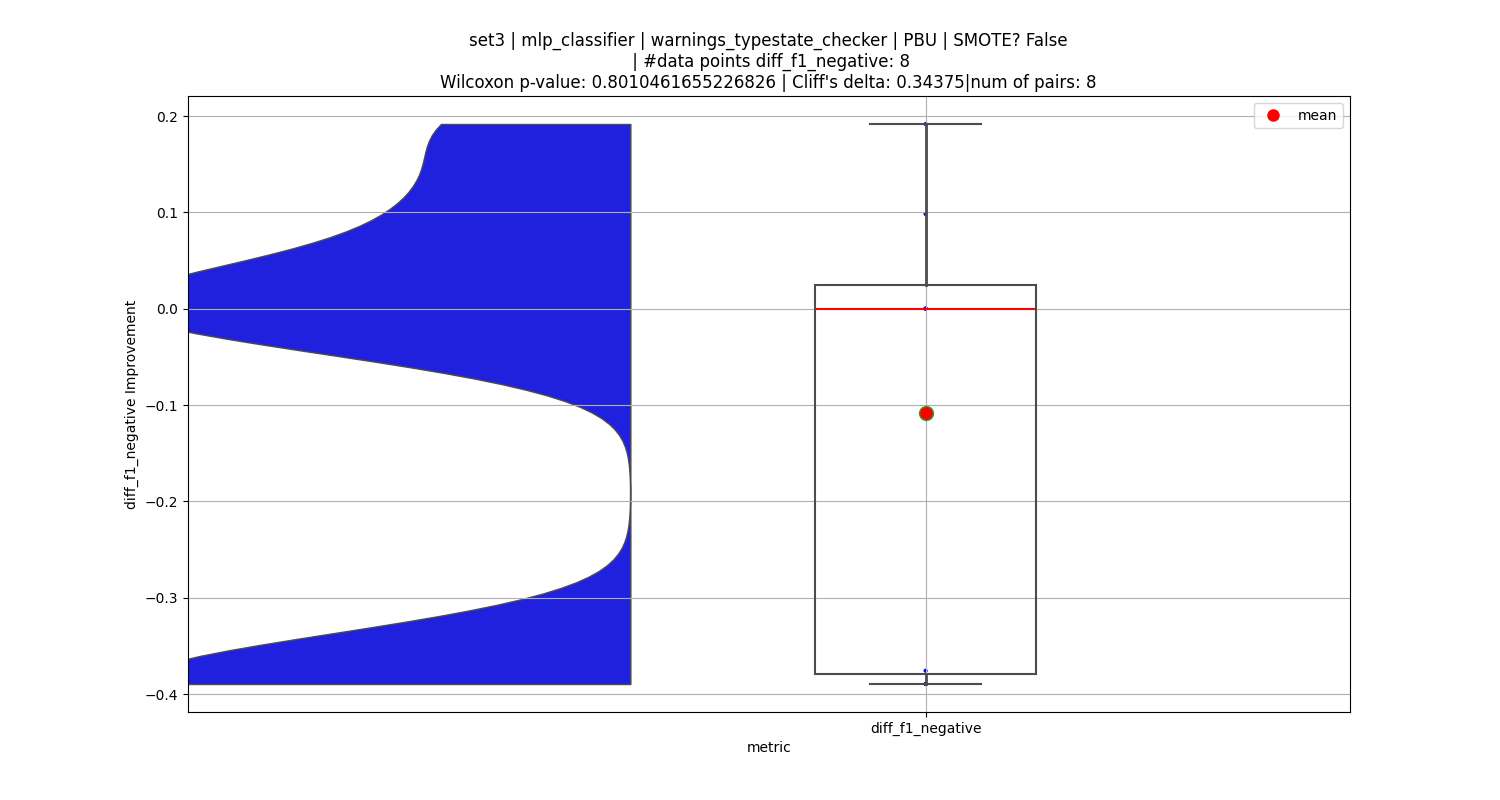 set3 | mlp_classifier | warnings_typestate_checker | PBU | SMOTE? False
| #data points diff_f1_negative: 8
Wilcoxon p-value: 0.8010461655226826 | Cliff's delta: 0.34375|num of pairs: 8
mean
0.2
0.1
0.0
−0.1
−0.2
−0.3
−0.4
diff_f1_negative Improvement
diff_f1_negative
metric